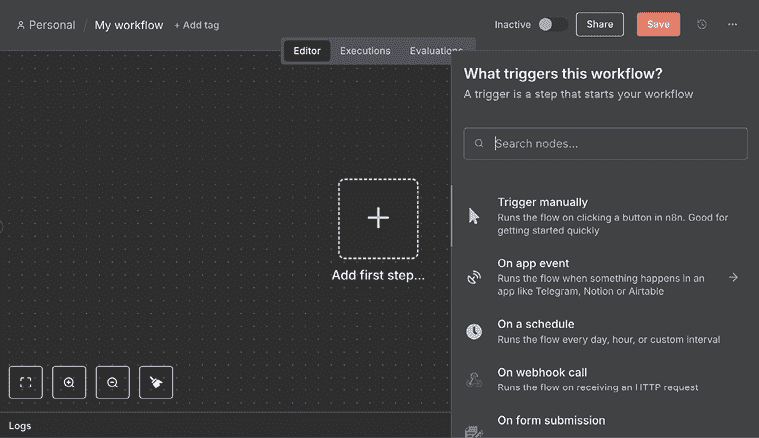 Personal / My workflow + Add tag
Inactive
Share
Save
Editor
Executions
Evaluations
What triggers this workflow?
A trigger is a step that starts your workflow
Search nodes...
Add first step...
Trigger manually
Runs the flow on clicking a button in n8n. Good for
getting started quickly
On app event
Runs the flow when something happens in an
app like Telegram, Notion or Airtable
On a schedule
Runs the flow every day, hour, or custom interval
On webhook call
Runs the flow on receiving an HTTP request
On form submission
Logs